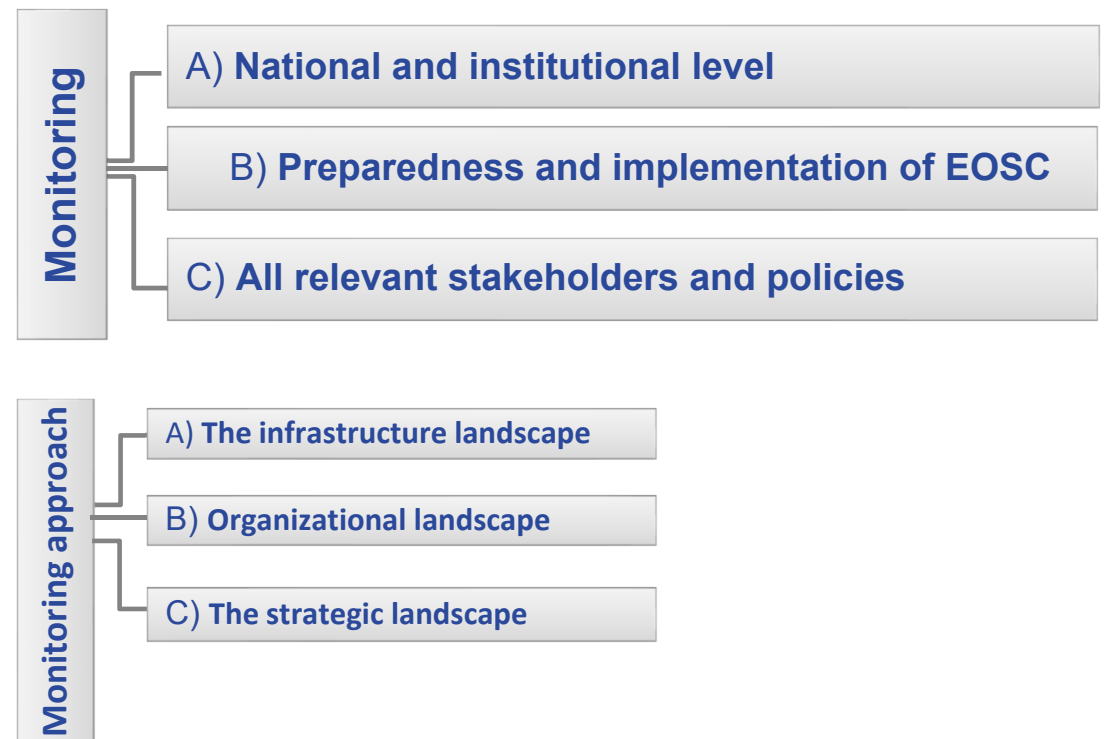 Monitoring
A) National and institutional level
B) Preparedness and implementation of EOSC
C) All relevant stakeholders and policies
Monitoring approach
A) The infrastructure landscape
B) Organizational landscape
C) The strategic landscape